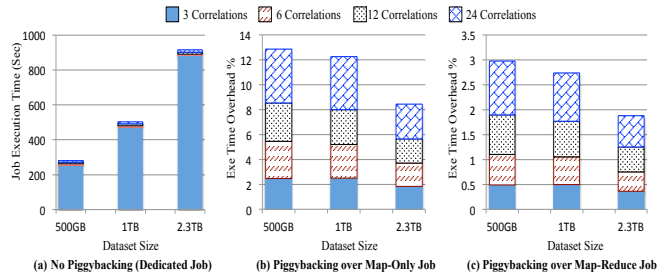 3 Correlations 6 Correlations 12 Correlations 24 Correlations
Job Execution Time (Sec)
1000
800
600
400
200
0
500GB 1TB 2.3TB
Dataset Size
(a) No Piggybacking (Dedicated Job)
Exe Time Overhead %
14
12
10
8
6
4
2
0
500GB 1TB 2.3TB
Dataset Size
(b) Piggybacking over Map-Only Job
Exe Time Overhead %
3.5
3
2.5
2
1.5
1
0.5
0
500GB 1TB 2.3TB
Dataset Size
(c) Piggybacking over Map-Reduce Job